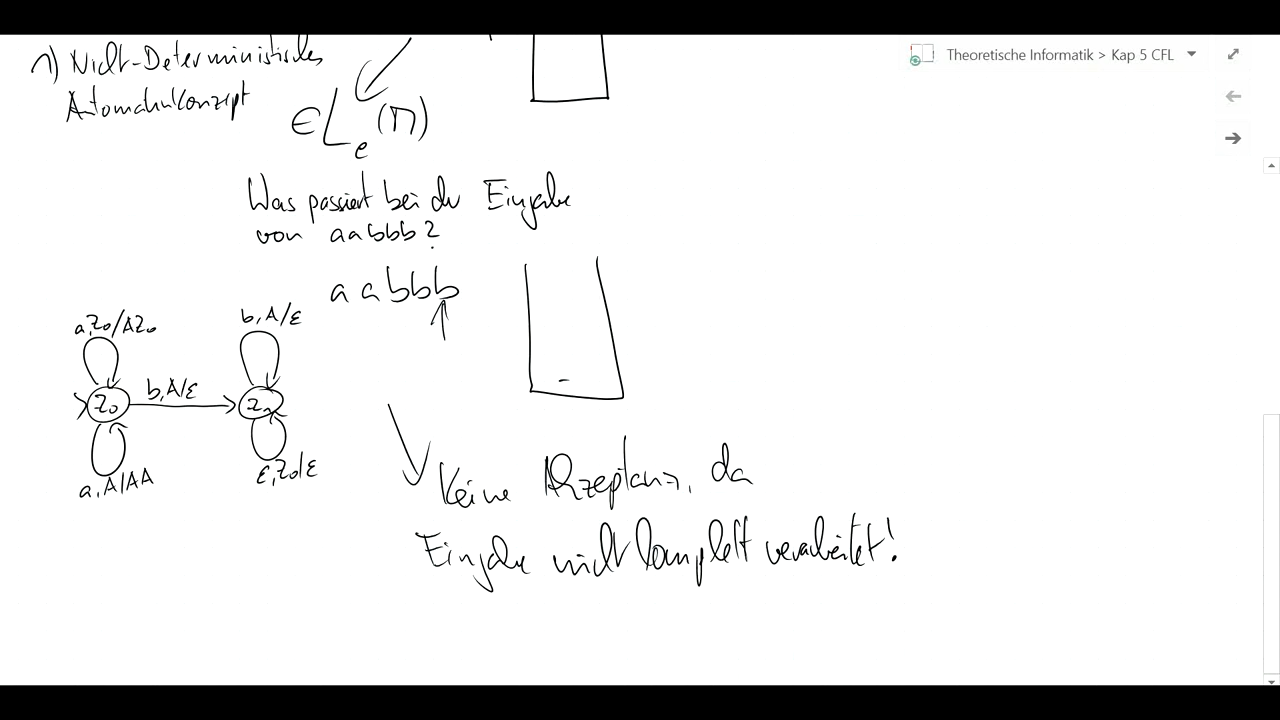 Theoretische Informatik > Kap 5 CFL
1) Nicht-Deterministisches
Automatenkonzept
∈ L_e(M)
Was passiert bei der Eingabe
von aabbb?
a a b b b
a, Z₀/AZ₀
b, A/ε
b, A/ε
Z₀
Z₁
a, A/AA
ε, Z₀/ε
Keine Akzeptanz, da
Eingabe nicht komplett verarbeitet!